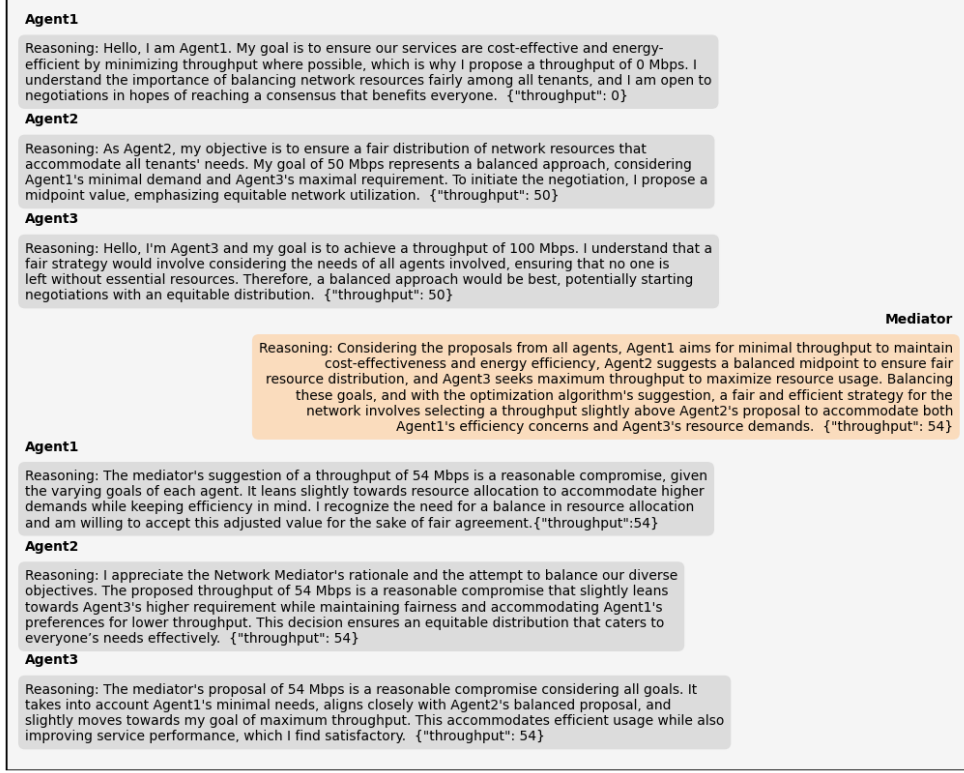 Agent1
Reasoning: Hello, I am Agent1. My goal is to ensure our services are cost-effective and energy-
efficient by minimizing throughput where possible, which is why I propose a throughput of 0 Mbps. I
understand the importance of balancing network resources fairly among all tenants, and I am open to
negotiations in hopes of reaching a consensus that benefits everyone. {"throughput": 0}
Agent2
Reasoning: As Agent2, my objective is to ensure a fair distribution of network resources that
accommodate all tenants' needs. My goal of 50 Mbps represents a balanced approach, considering
Agent1's minimal demand and Agent3's maximal requirement. To initiate the negotiation, I propose a
midpoint value, emphasizing equitable network utilization. {"throughput": 50}
Agent3
Reasoning: Hello, I'm Agent3 and my goal is to achieve a throughput of 100 Mbps. I understand that a
fair strategy would involve considering the needs of all agents involved, ensuring that no one is
left without essential resources. Therefore, a balanced approach would be best, potentially starting
negotiations with an equitable distribution. {"throughput": 50}
Mediator
Reasoning: Considering the proposals from all agents, Agent1 aims for minimal throughput to maintain
cost-effectiveness and energy efficiency, Agent2 suggests a balanced midpoint to ensure fair
resource distribution, and Agent3 seeks maximum throughput to maximize resource usage. Balancing
these goals, and with the optimization algorithm's suggestion, a fair and efficient strategy for the
network involves selecting a throughput slightly above Agent2's proposal to accommodate both
Agent1's efficiency concerns and Agent3's resource demands. {"throughput": 54}
Agent1
Reasoning: The mediator's suggestion of a throughput of 54 Mbps is a reasonable compromise, given
the varying goals of each agent. It leans slightly towards resource allocation to accommodate higher
demands while keeping efficiency in mind. I recognize the need for a balance in resource allocation
and am willing to accept this adjusted value for the sake of fair agreement.{"throughput":54}
Agent2
Reasoning: I appreciate the Network Mediator's rationale and the attempt to balance our diverse
objectives. The proposed throughput of 54 Mbps is a reasonable compromise that slightly leans
towards Agent3's higher requirement while maintaining fairness and accommodating Agent1's
preferences for lower throughput. This decision ensures an equitable distribution that caters to
everyone’s needs effectively. {"throughput": 54}
Agent3
Reasoning: The mediator's proposal of 54 Mbps is a reasonable compromise considering all goals. It
takes into account Agent1's minimal needs, aligns closely with Agent2's balanced proposal, and
slightly moves towards my goal of maximum throughput. This accommodates efficient usage while also
improving service performance, which I find satisfactory. {"throughput": 54}